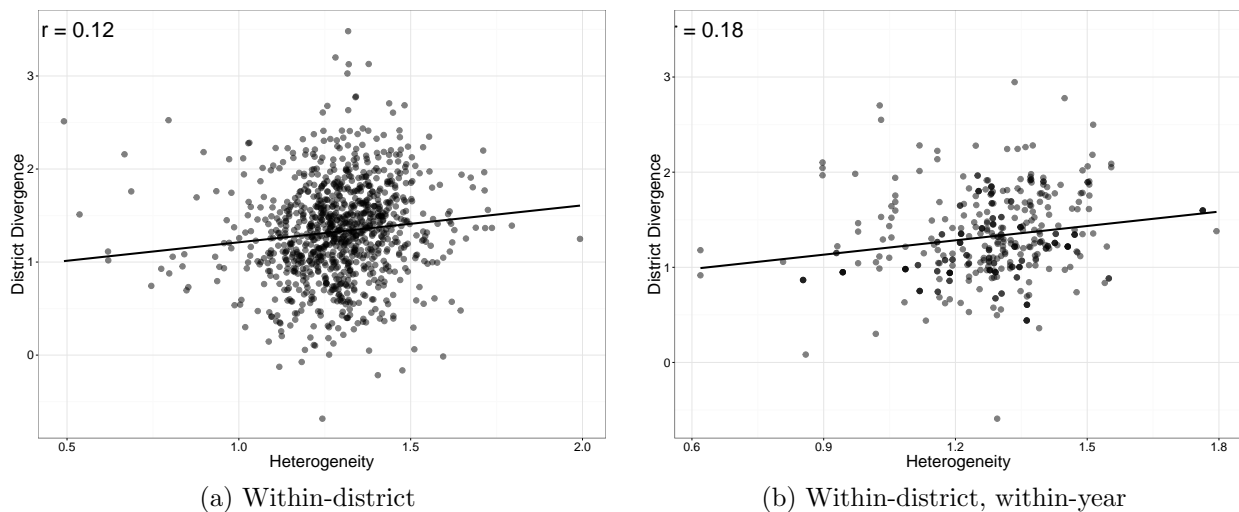 r = 0.12
3
2
1
0
District Divergence
0.5 1.0 1.5 2.0
Heterogeneity
(a) Within-district
= 0.18
3
2
1
0
District Divergence
0.6 0.9 1.2 1.5 1.8
Heterogeneity
(b) Within-district, within-year